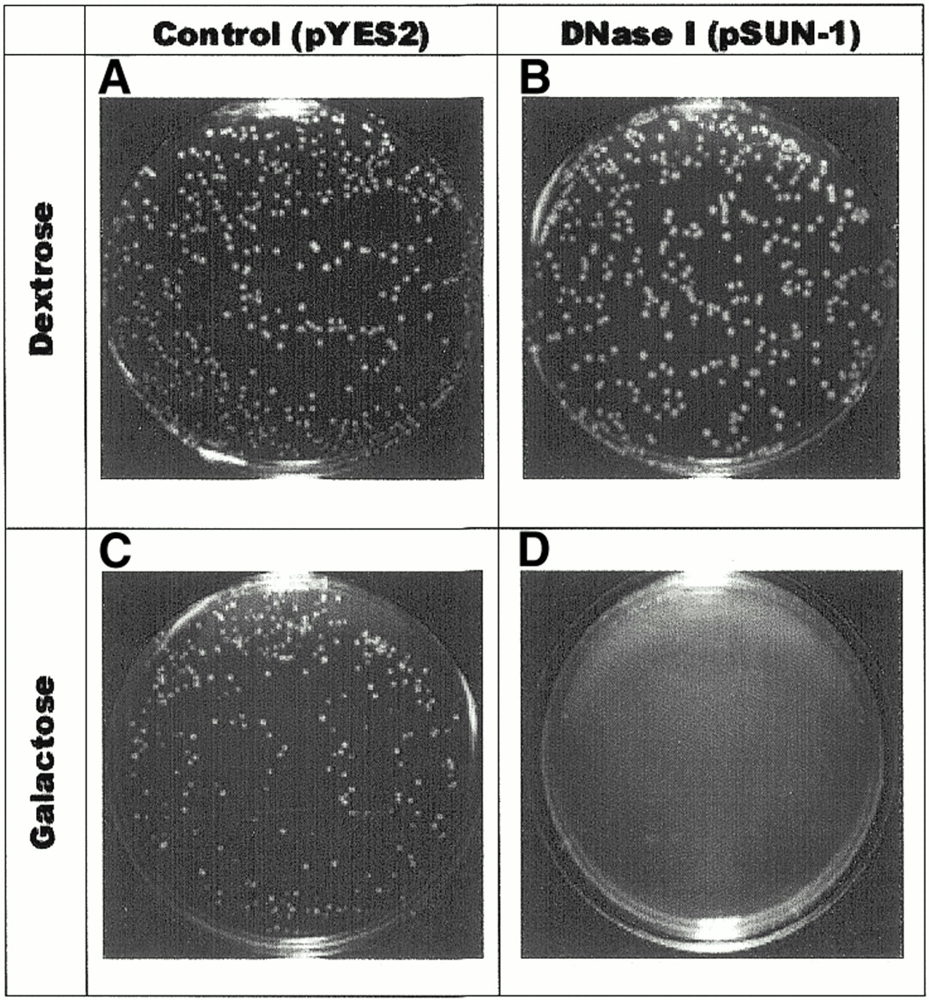 Control (pYES2)
DNase I (pSUN-1)
A
B
Dextrose
C
D
Galactose